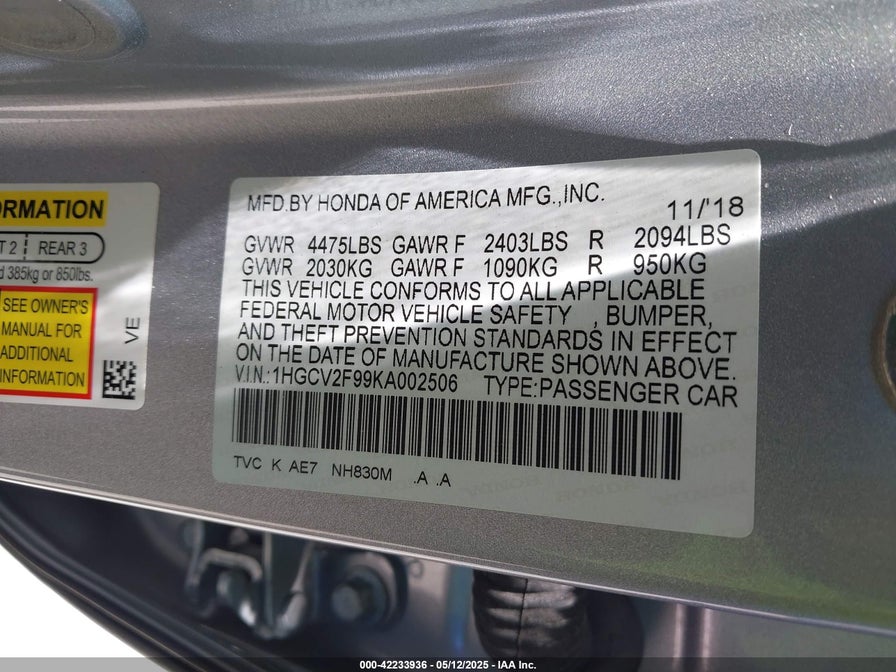 ORMATION
T 2 REAR 3
d 385kg or 850lbs.
SEE OWNER'S
MANUAL FOR
ADDITIONAL
INFORMATION
VE
MFD.BY HONDA OF AMERICA MFG.,INC.
11/'18
GVWR 4475LBS GAWR F 2403LBS R 2094LBS
GVWR 2030KG GAWR F 1090KG R 950KG
THIS VEHICLE CONFORMS TO ALL APPLICABLE
FEDERAL MOTOR VEHICLE SAFETY , BUMPER,
AND THEFT PREVENTION STANDARDS IN EFFECT
ON THE DATE OF MANUFACTURE SHOWN ABOVE.
V.I.N.:1HGCV2F99KA002506 TYPE:PASSENGER CAR
TVC K AE7 NH830M .A .A
000-42233936 - 05/12/2025 - IAA Inc.